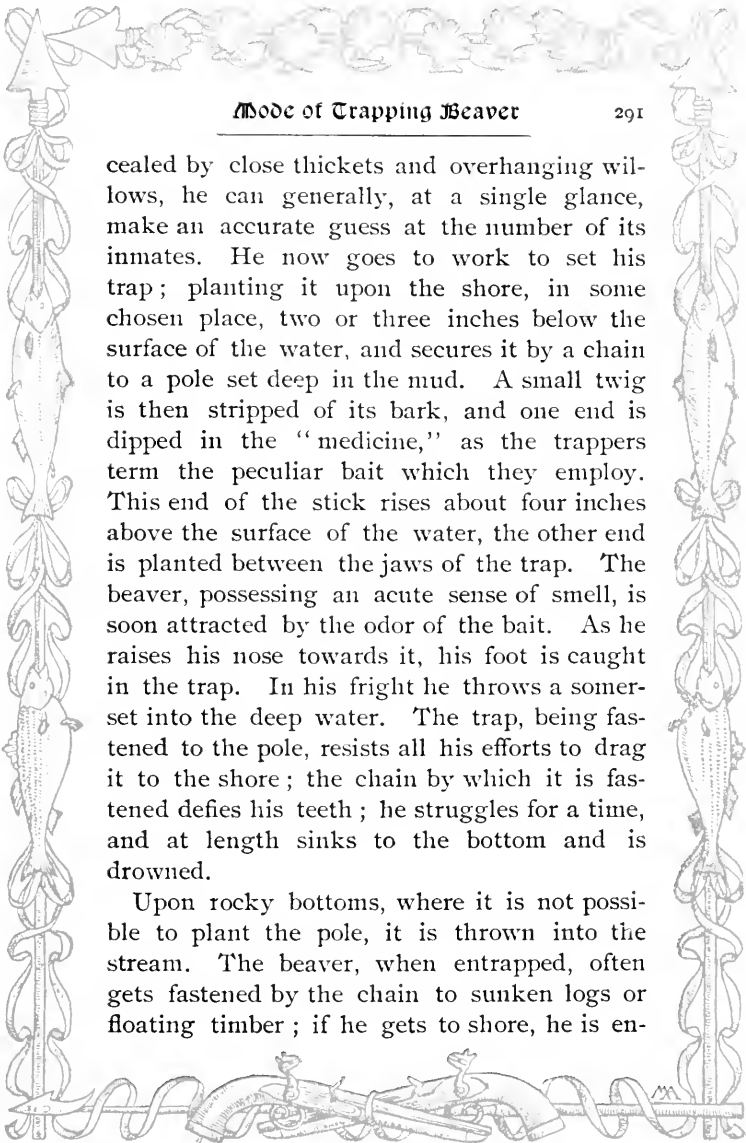 Mode of Trapping Beaver 291
cealed by close thickets and overhanging wil-
lows, he can generally, at a single glance,
make an accurate guess at the number of its
inmates. He now goes to work to set his
trap ; planting it upon the shore, in some
chosen place, two or three inches below the
surface of the water, and secures it by a chain
to a pole set deep in the mud. A small twig
is then stripped of its bark, and one end is
dipped in the “ medicine,” as the trappers
term the peculiar bait which they employ.
This end of the stick rises about four inches
above the surface of the water, the other end
is planted between the jaws of the trap. The
beaver, possessing an acute sense of smell, is
soon attracted by the odor of the bait. As he
raises his nose towards it, his foot is caught
in the trap. In his fright he throws a somer-
set into the deep water. The trap, being fas-
tened to the pole, resists all his efforts to drag
it to the shore ; the chain by which it is fas-
tened defies his teeth ; he struggles for a time,
and at length sinks to the bottom and is
drowned.
Upon rocky bottoms, where it is not possi-
ble to plant the pole, it is thrown into the
stream. The beaver, when entrapped, often
gets fastened by the chain to sunken logs or
floating timber ; if he gets to shore, he is en-